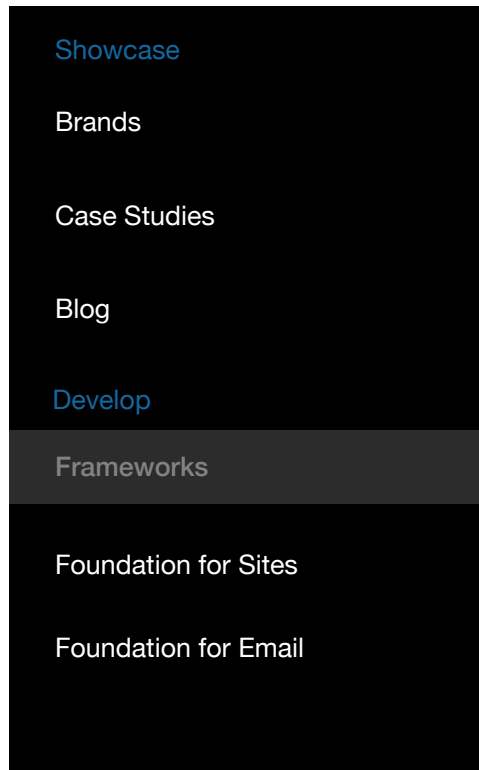 Showcase
Brands
Case Studies
Blog
Develop
Frameworks
Foundation for Sites
Foundation for Email